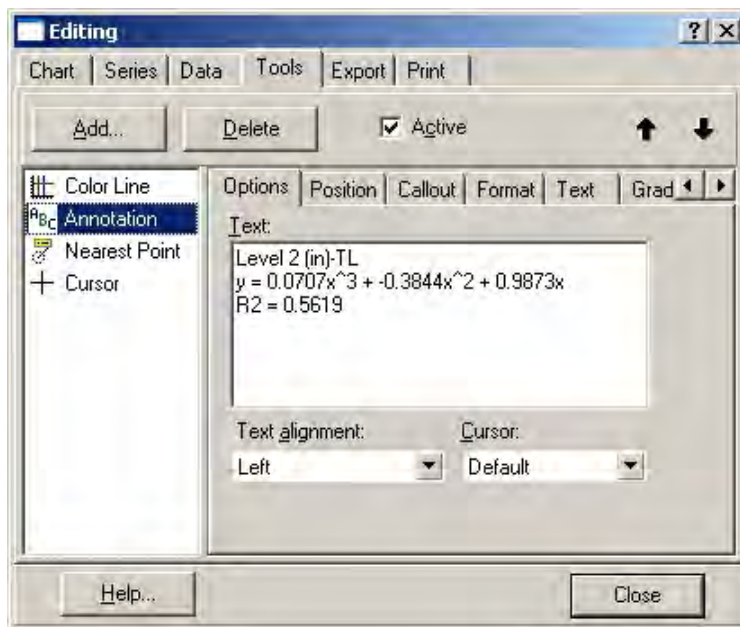 Editing
Chart Series Data Tools Export Print
Add... Delete Active
Color Line
Annotation
Nearest Point
Cursor
Options Position Callout Format Text Grad
Text:
Level 2 (in)-TL
y = 0.0707x^3 + -0.3844x^2 + 0.9873x
R2 = 0.5619
Text alignment: Cursor:
Left Default
Help... Close